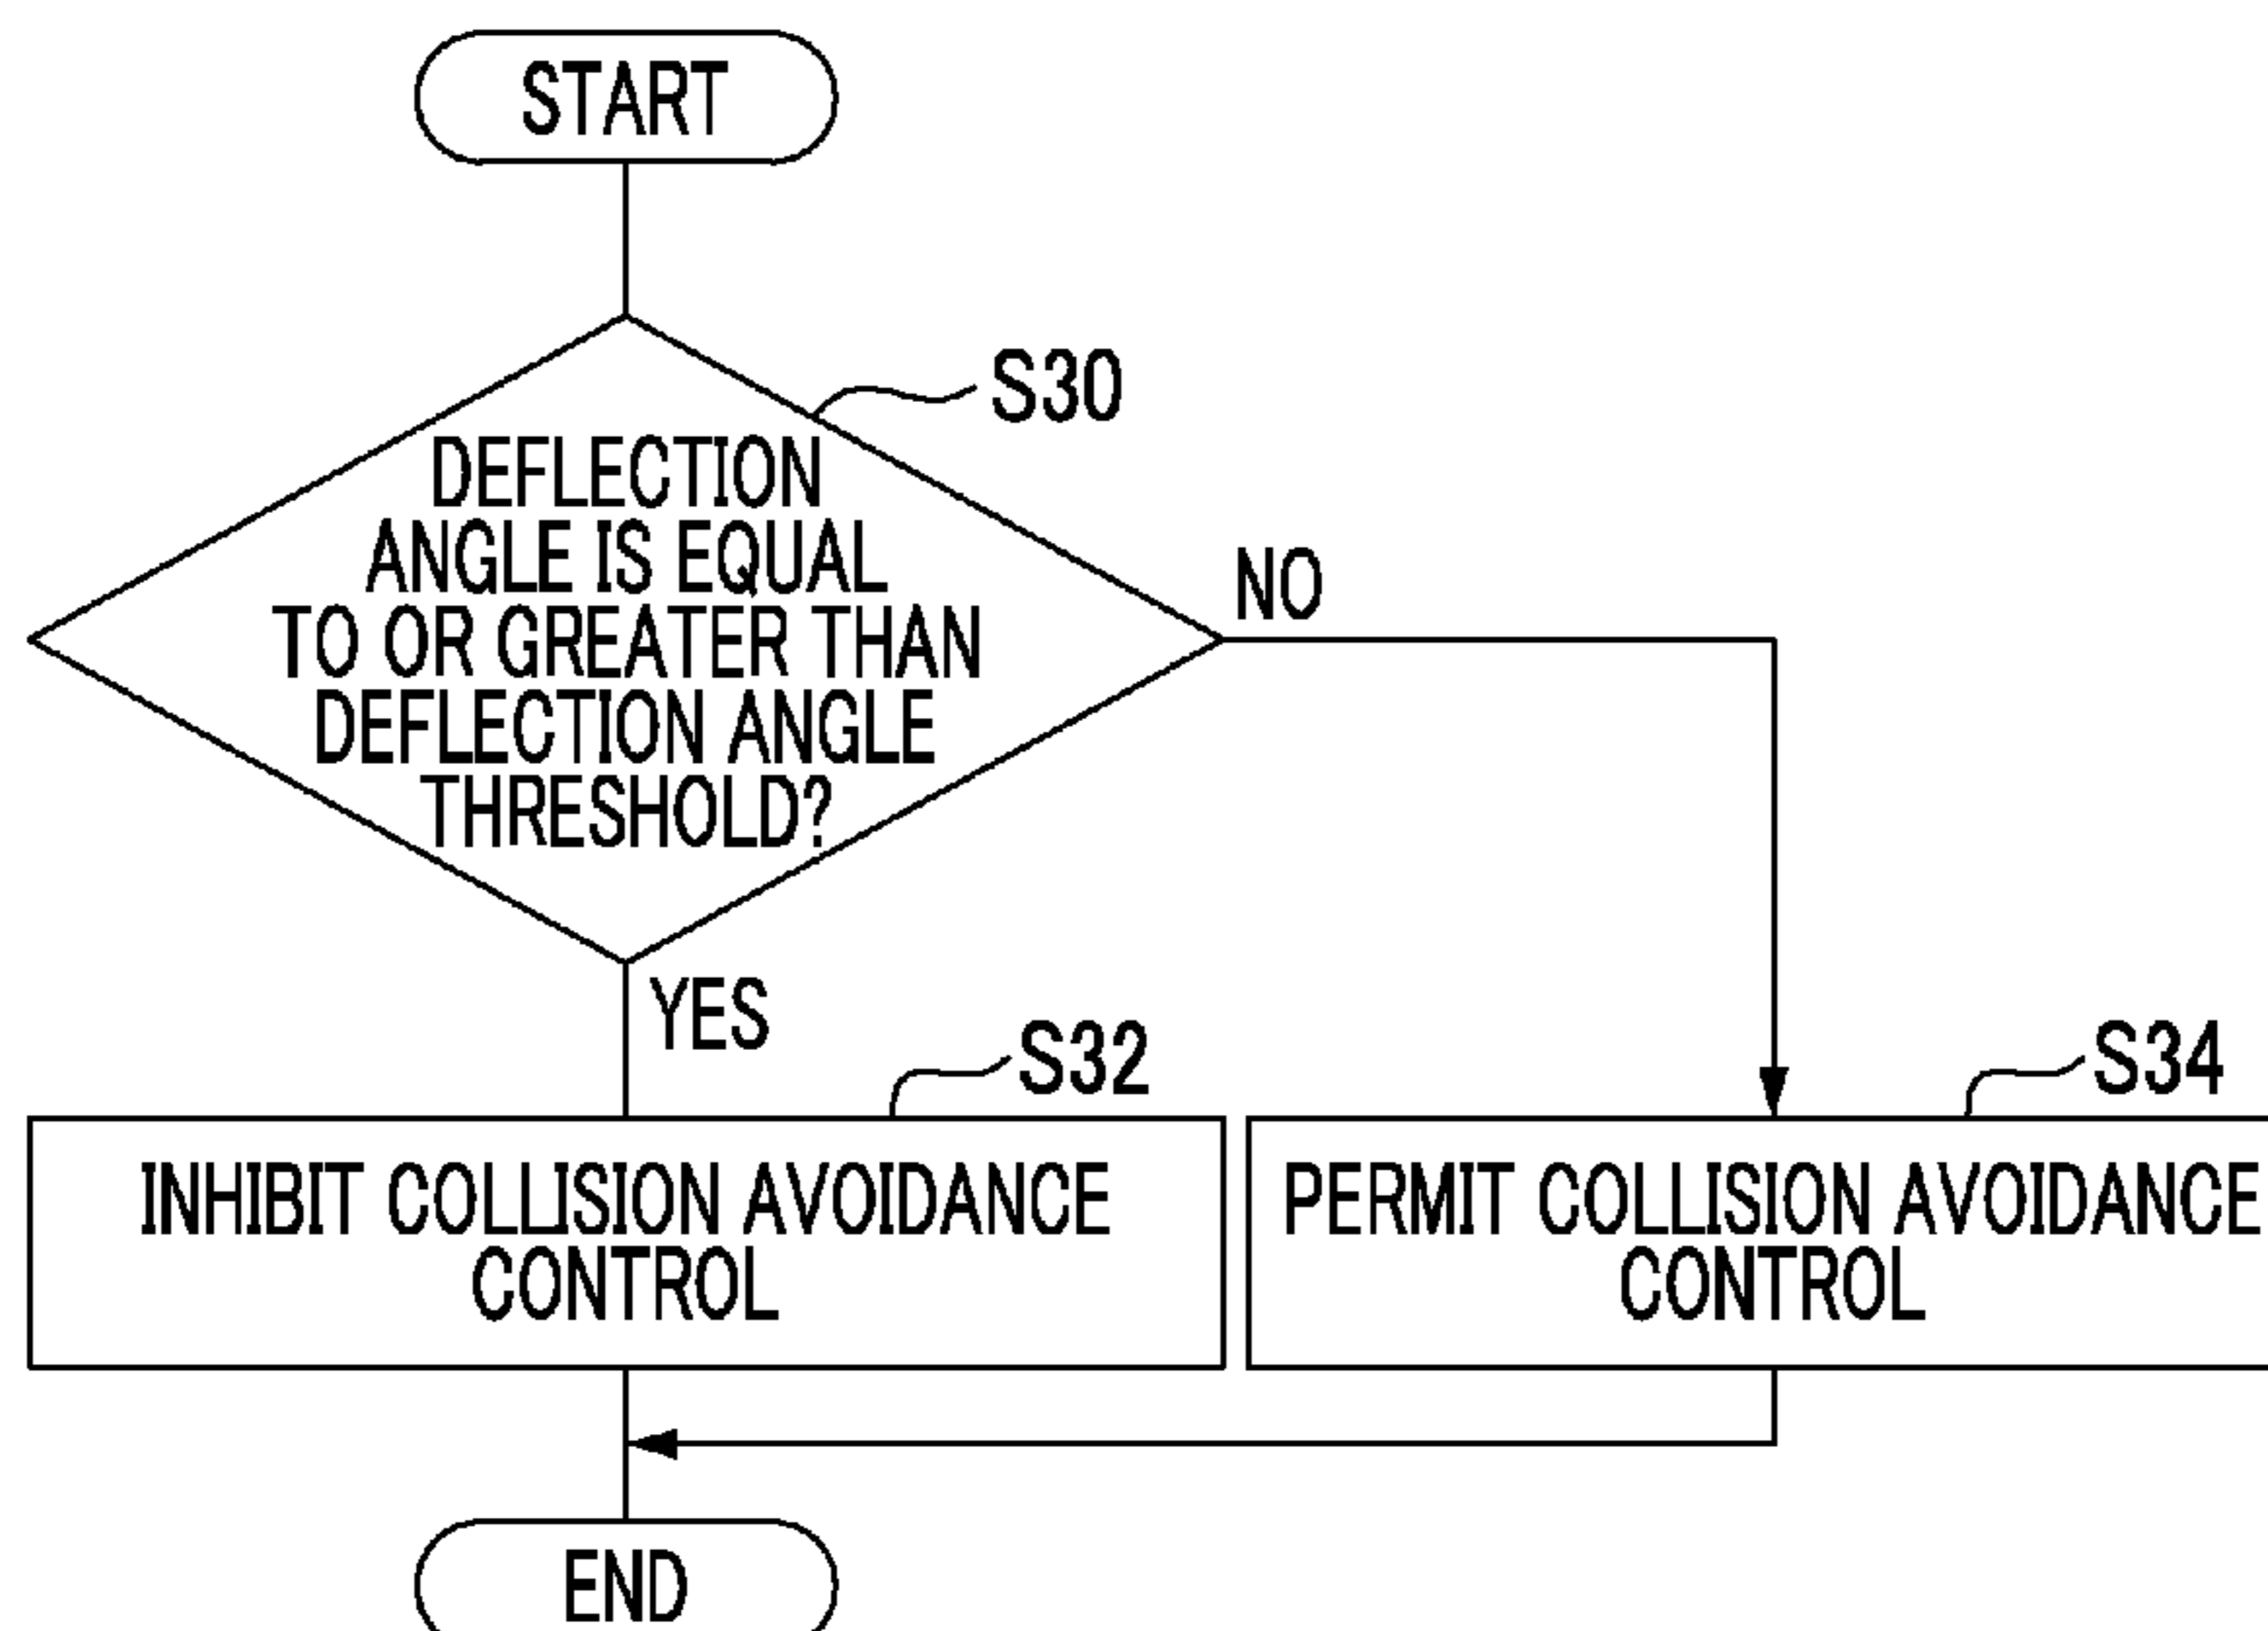 START
S30
DEFLECTION
ANGLE IS EQUAL
TO OR GREATER THAN
DEFLECTION ANGLE
THRESHOLD?
NO
YES
S32
INHIBIT COLLISION AVOIDANCE
CONTROL
S34
PERMIT COLLISION AVOIDANCE
CONTROL
END